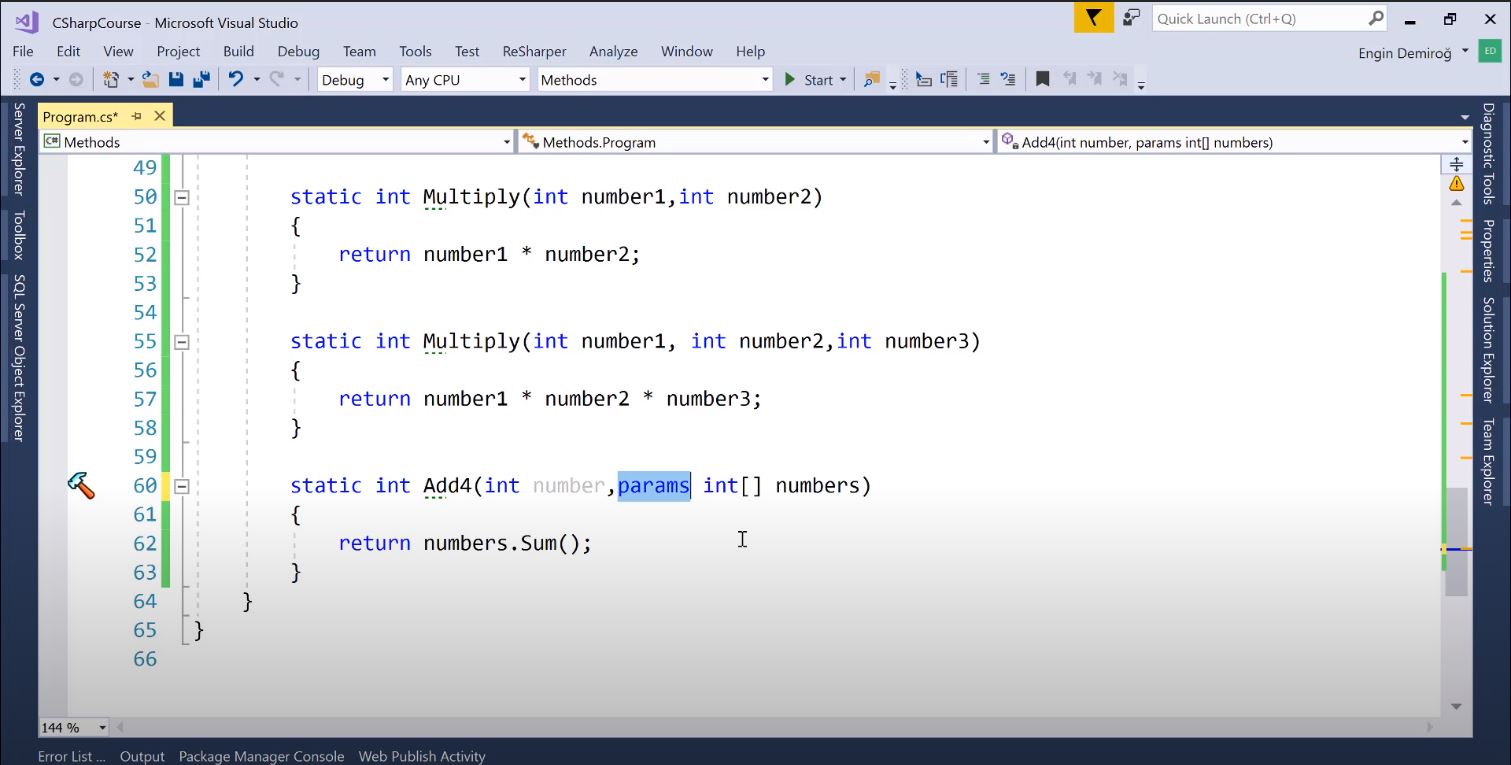 CSharpCourse - Microsoft Visual Studio
Quick Launch (Ctrl+Q)
File Edit View Project Build Debug Team Tools Test ReSharper Analyze Window Help
Engin Demiroğ
ED
Debug Any CPU Methods Start
Program.cs*
C# Methods
Methods.Program
Add4(int number, params int[] numbers)
Server Explorer
Toolbox
SQL Server Object Explorer
49
50 static int Multiply(int number1,int number2)
51 {
52 return number1 * number2;
53 }
54
55 static int Multiply(int number1, int number2,int number3)
56 {
57 return number1 * number2 * number3;
58 }
59
60 static int Add4(int number,params int[] numbers)
61 {
62 return numbers.Sum();
63 }
64 }
65 }
66
Diagnostic Tools
Properties
Solution Explorer
Team Explorer
144 %
Error List ... Output Package Manager Console Web Publish Activity